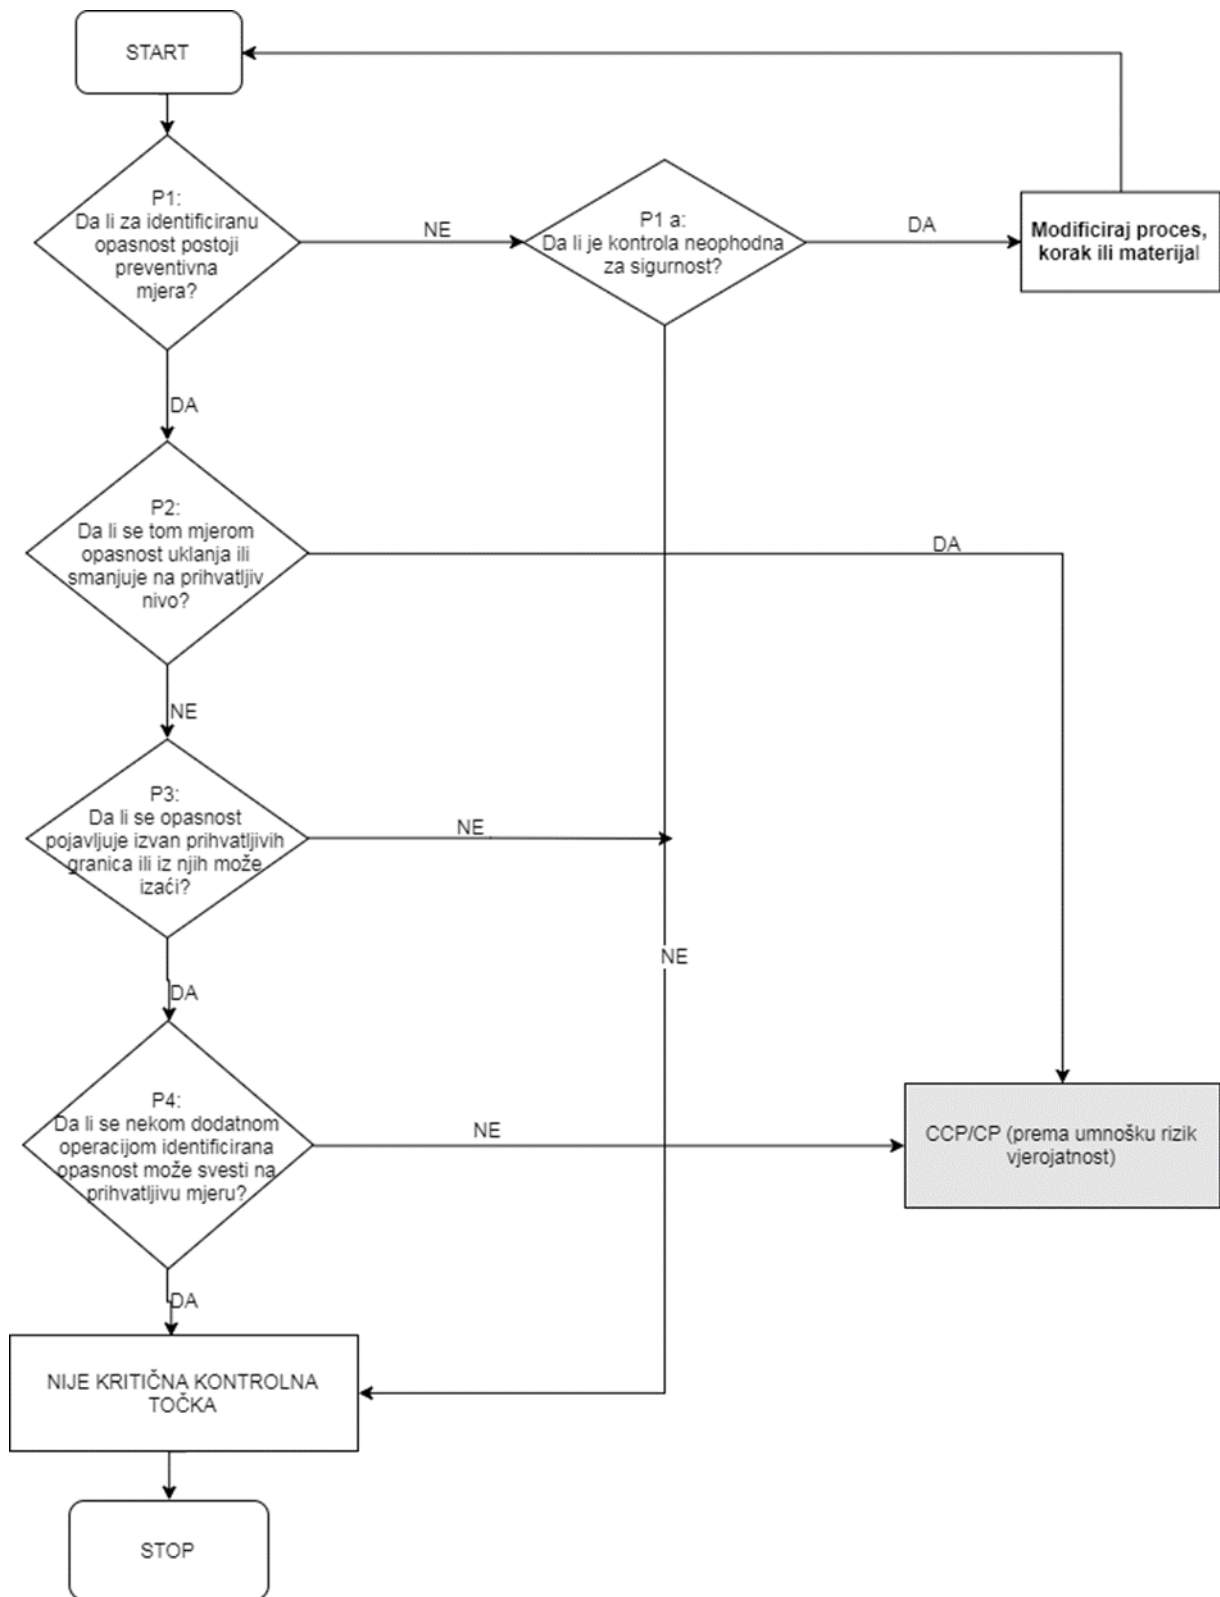 START
P1:
Da li za identificiranu
opasnost postoji
preventivna
mjera?
NE
P1 a:
Da li je kontrola neophodna
za sigurnost?
DA
Modificiraj proces,
korak ili materijal
DA
P2:
Da li se tom mjerom
opasnost uklanja ili
smanjuje na prihvatljiv
nivo?
DA
NE
P3:
Da li se opasnost
pojavljuje izvan prihvatljivih
granica ili iz njih može
izaći?
NE
NE
DA
P4:
Da li se nekom dodatnom
operacijom identificirana
opasnost može svesti na
prihvatljivu mjeru?
NE
CCP/CP (prema umnošku rizik
vjerojatnost)
DA
NIJE KRITIČNA KONTROLNA
TOČKA
STOP